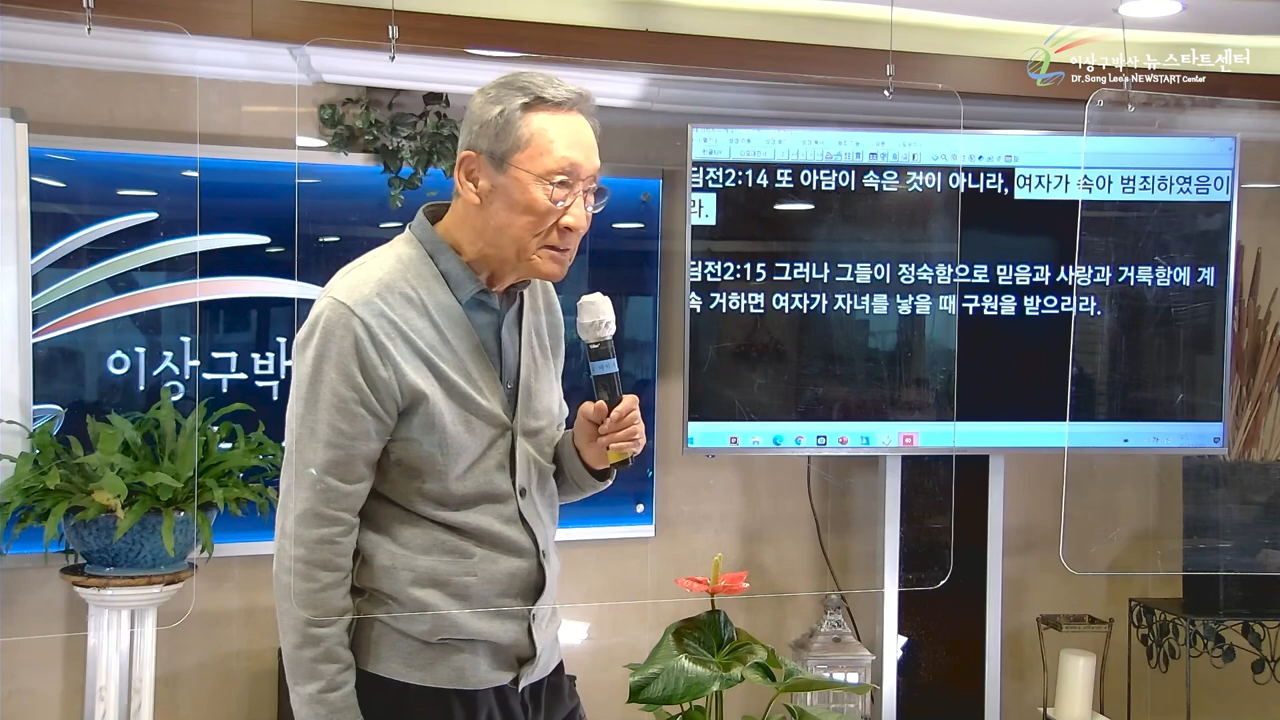 이상구박사 뉴스타트센터
Dr. Sang Lee's NEWSTART Center
딤전2:14 또 아담이 속은 것이 아니라, 여자가 속아 범죄하였음이
라.
딤전2:15 그러나 그들이 정숙함으로 믿음과 사랑과 거룩함에 계
속 거하면 여자가 자녀를 낳을 때 구원을 받으리라.
이상구박